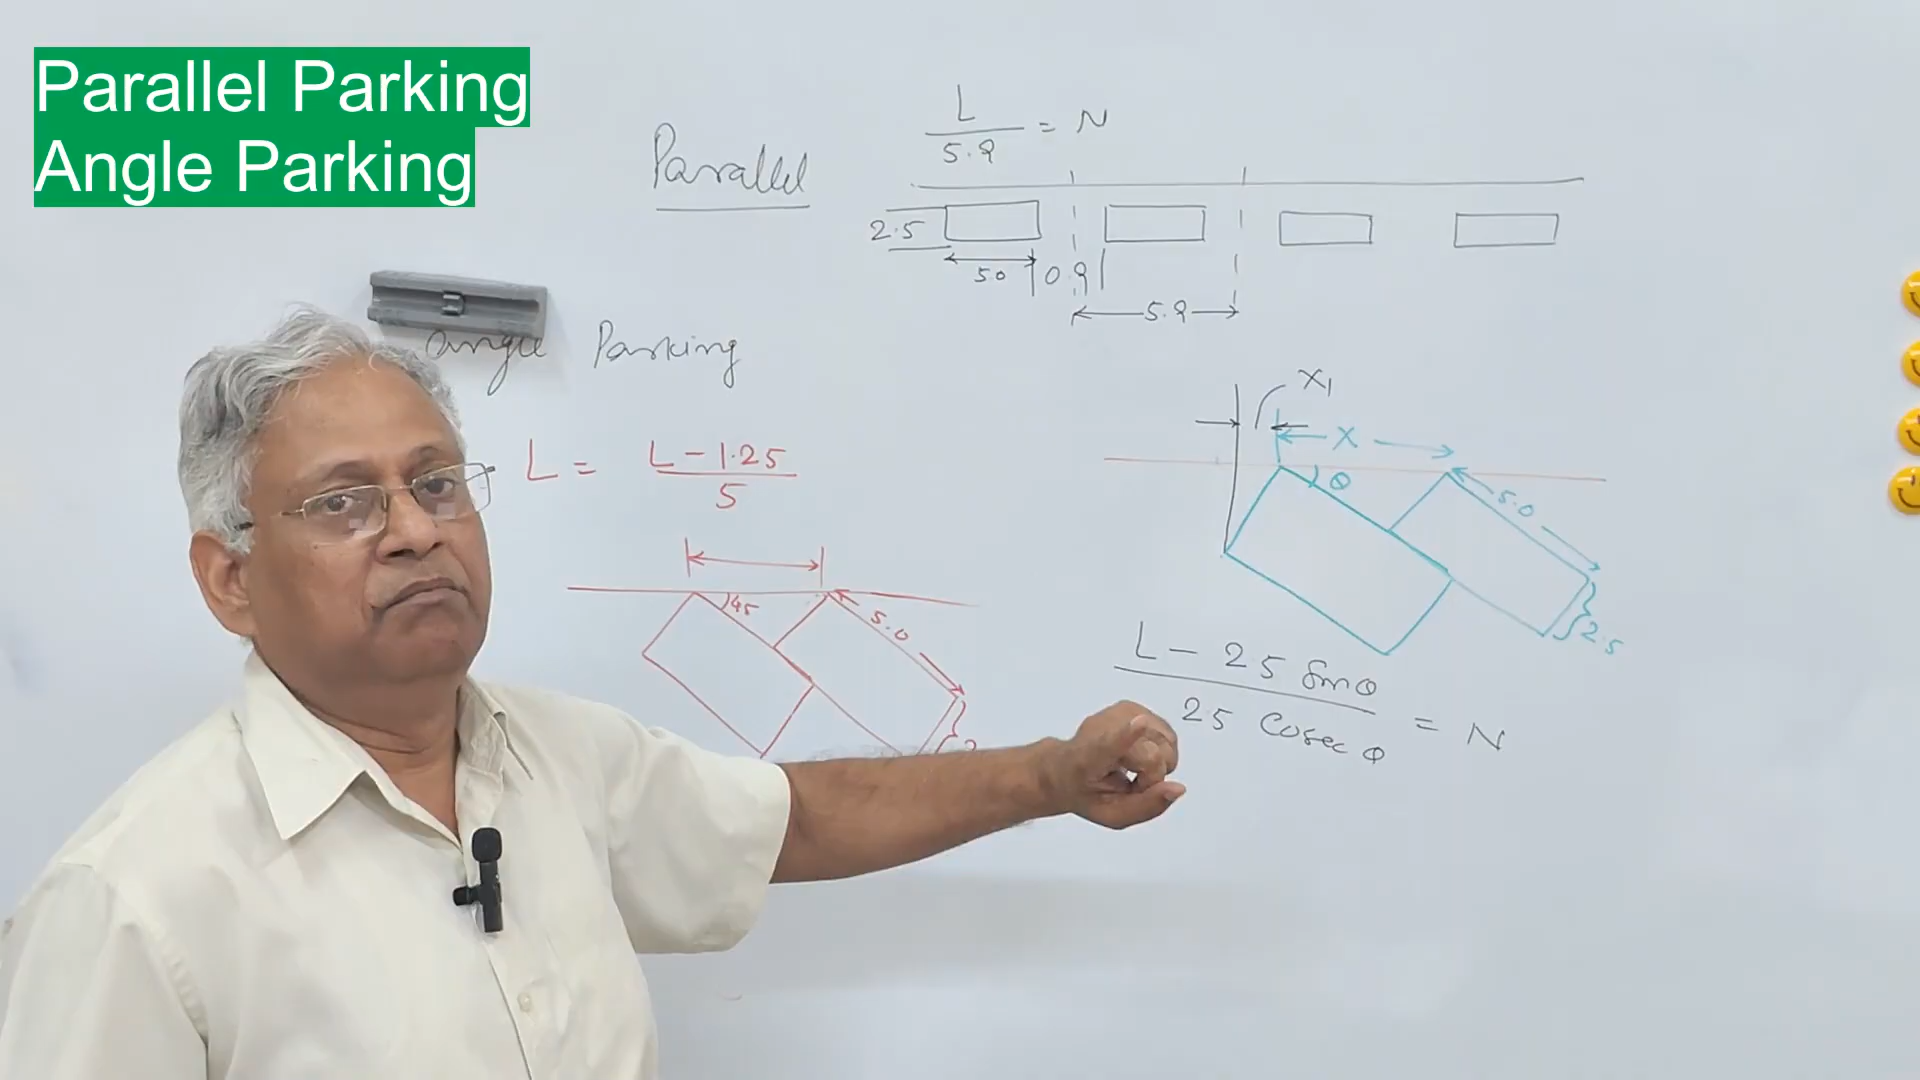 Parallel Parking
Angle Parking
L
5.9 = N
Parallel
2.5
5.0
0.9
5.9
Angle Parking
L = L - 1.25
5
45
5.0
X1
X
θ
5.0
2.5
L - 2.5 Sinθ
2.5 Cosec θ = N